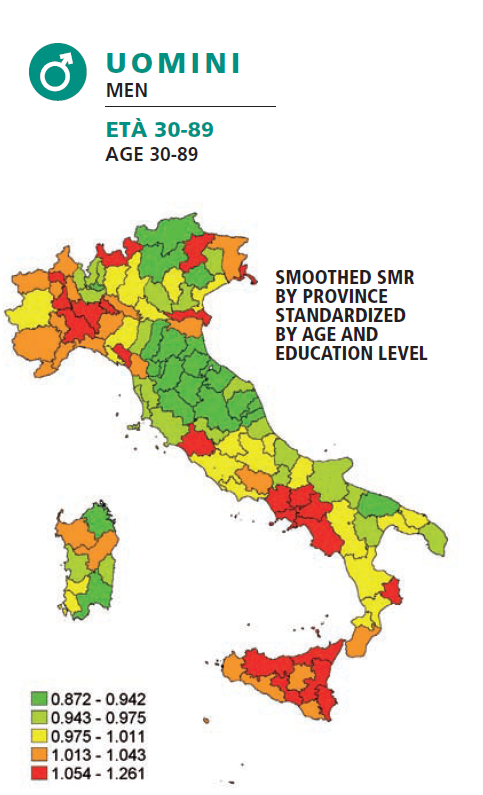 UOMINI
MEN
ETÀ 30-89
AGE 30-89
SMOOTHED SMR
BY PROVINCE
STANDARDIZED
BY AGE AND
EDUCATION LEVEL
0.872 - 0.942
0.943 - 0.975
0.975 - 1.011
1.013 - 1.043
1.054 - 1.261